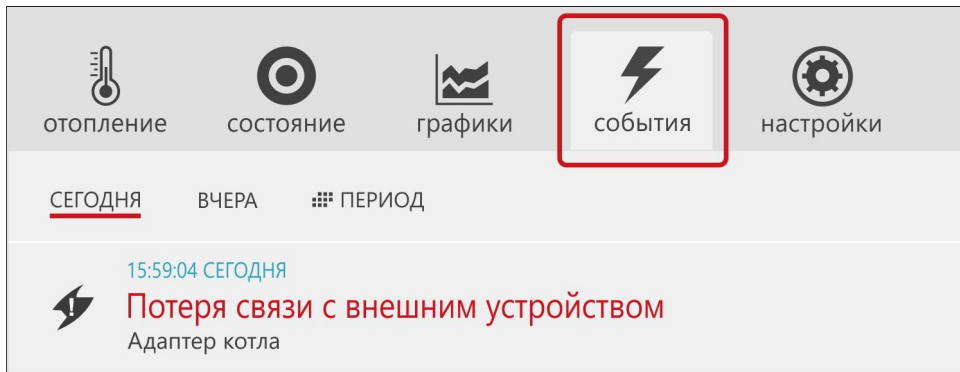 отопление состояние графики события настройки
СЕГОДНЯ ВЧЕРА ПЕРИОД
15:59:04 СЕГОДНЯ
Потеря связи с внешним устройством
Адаптер котла